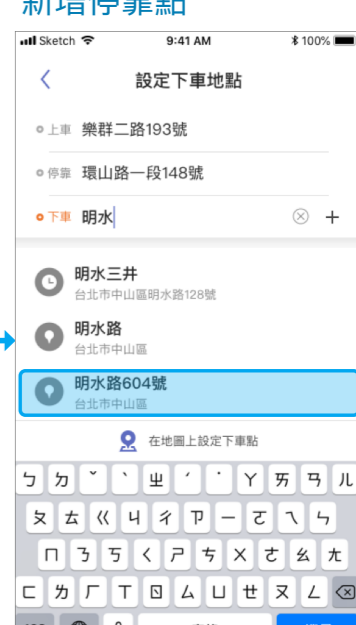 新增停靠點
Sketch 9:41 AM 100%
設定下車地點
上車 樂群二路193號
停靠 環山路一段148號
下車 明水
明水三井
台北市中山區明水路128號
明水路
台北市中山區
明水路604號
台北市中山區
在地圖上設定下車點
ㄅ ㄉ ˇ ˋ ㄓ ˊ ˙ ㄚ ㄞ ㄢ ㄦ
ㄆ ㄊ ㄍ ㄐ ㄔ ㄗ ㄧ ㄛ ㄟ ㄣ
ㄇ ㄋ ㄎ ㄑ ㄕ ㄘ ㄨ ㄜ ㄠ ㄤ
ㄈ ㄌ ㄏ ㄒ ㄖ ㄙ ㄩ ㄝ ㄡ ㄥ